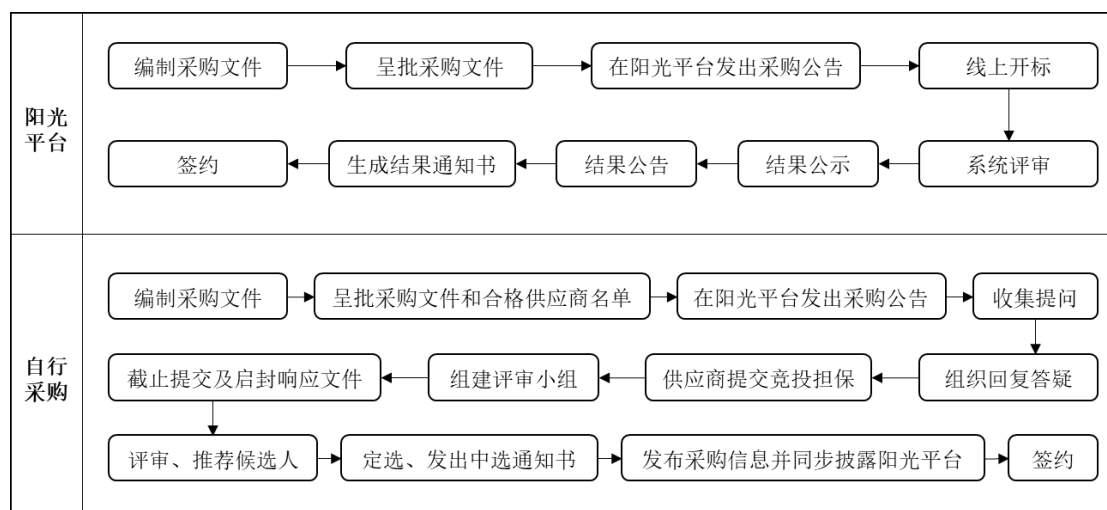 阳光
平台
编制采购文件
呈批采购文件
在阳光平台发出采购公告
线上开标
系统评审
结果公示
结果公告
生成结果通知书
签约
自行
采购
编制采购文件
呈批采购文件和合格供应商名单
在阳光平台发出采购公告
收集提问
组织回复答疑
供应商提交竞投担保
组建评审小组
截止提交及启封响应文件
评审、推荐候选人
定选、发出中选通知书
发布采购信息并同步披露阳光平台
签约